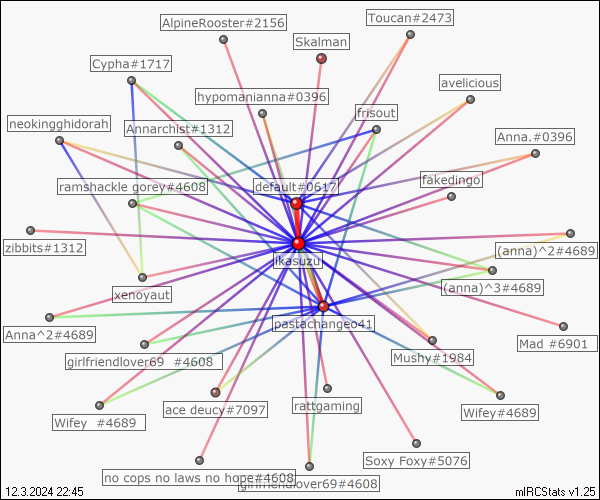 AlpineRooster#2156
Toucan#2473
Skalman
Cypha#1717
avelicious
hypomanianna#0396
frisout
neokingghidorah
Annarchist#1312
Anna.#0396
ramshackle gorey#4608
default#0617
fakedingo
zibbits#1312
ikasuzu
(anna)^2#4689
xenoyaut
(anna)^3#4689
Anna^2#4689
pastachangeo41
Mad #6901
girlfriendlover69 #4608
Mushy#1984
Wifey #4689
ace deucy#7097
rattgaming
Wifey#4689
Soxy Foxy#5076
no cops no laws no hope#4608
girlfriendlover69#4608
12.3.2024 22:45
mIRCStats v1.25